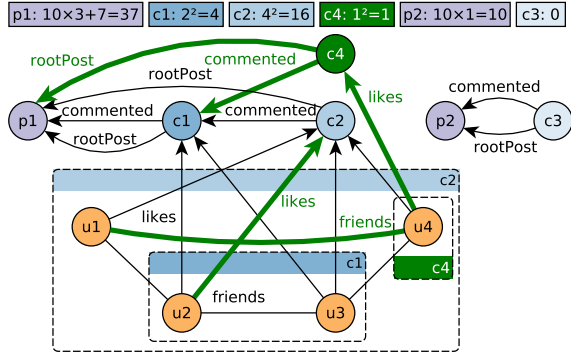 p1: 10×3+7=37 c1: 2²=4 c2: 4²=16 c4: 1²=1 p2: 10×1=10 c3: 0
c4
rootPost commented
rootPost
likes
commented
commented commented
p1 c1 c2 p2 c3
rootPost
rootPost
c2
likes likes friends
u1 u4
c1 c4
friends
u2 u3